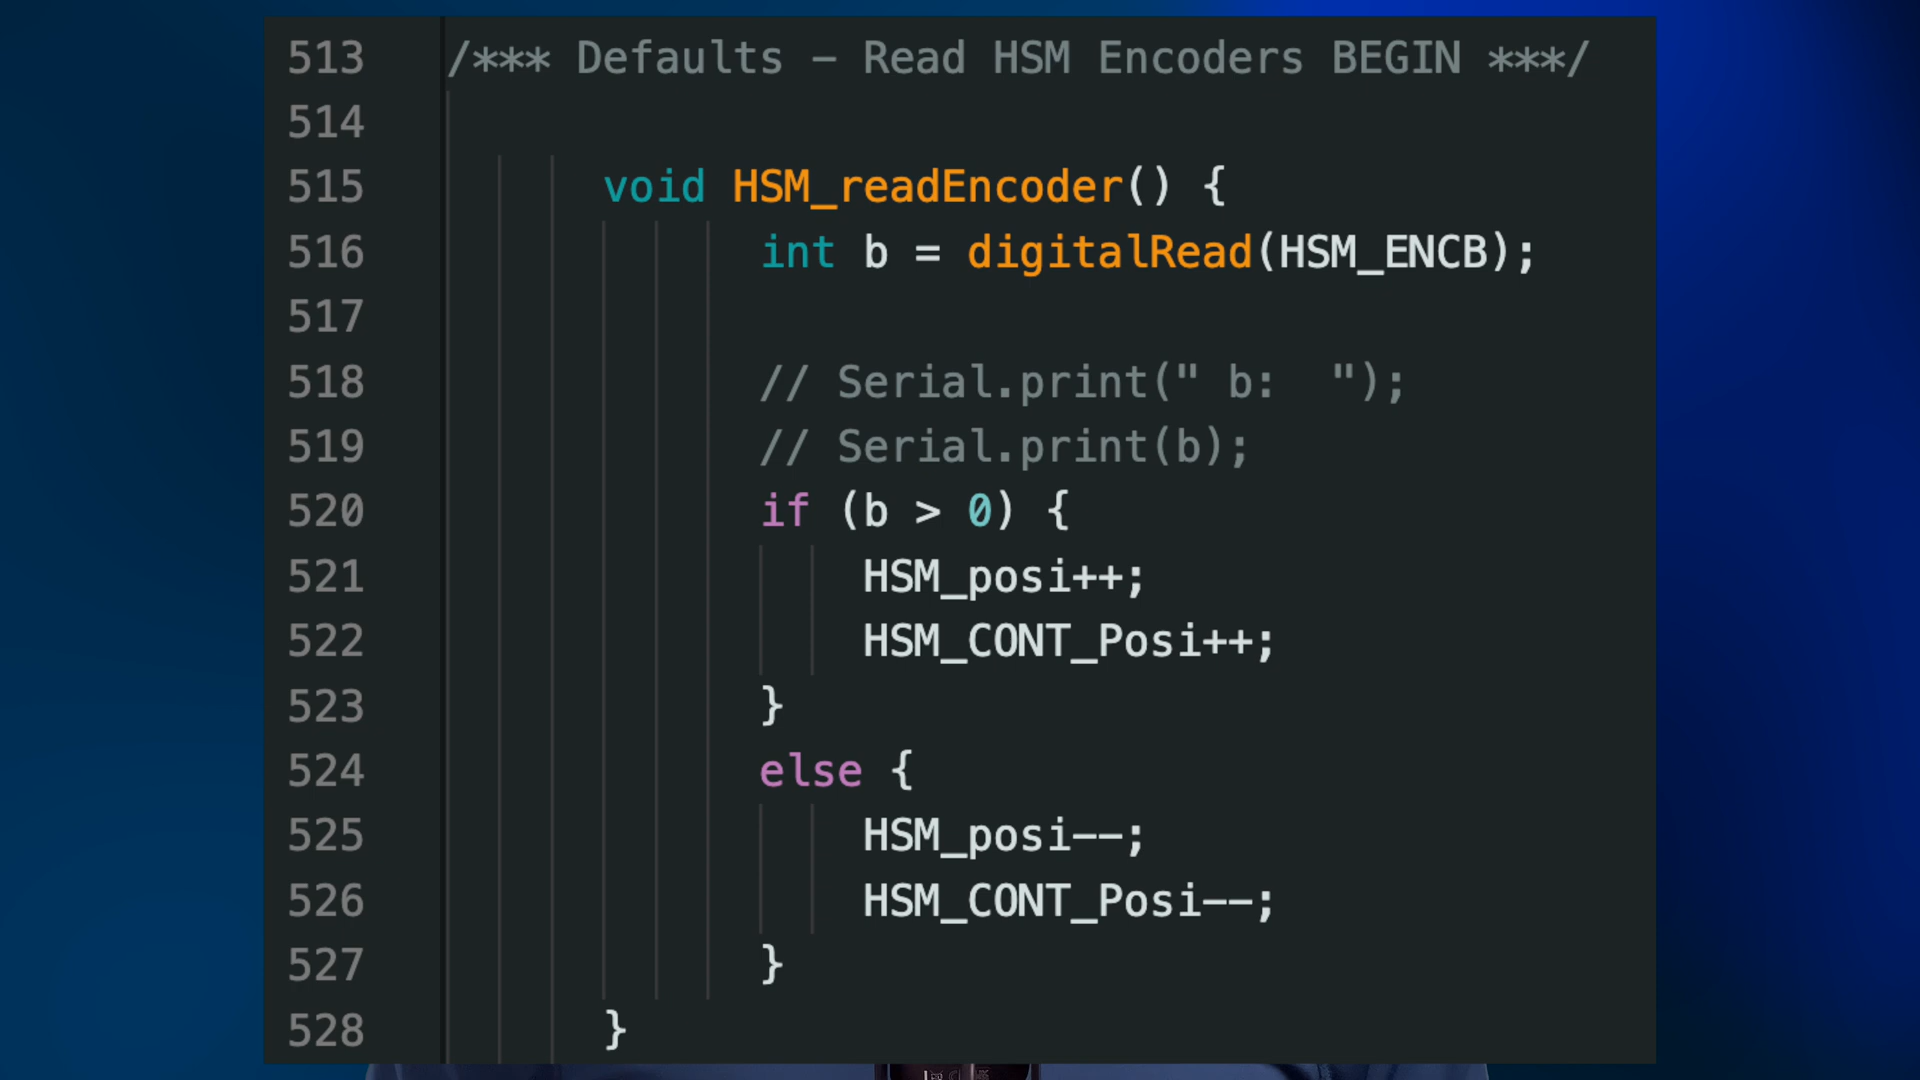 513 /*** Defaults - Read HSM Encoders BEGIN ***/
514
515 void HSM_readEncoder() {
516 int b = digitalRead(HSM_ENCB);
517
518 // Serial.print(" b:  ");
519 // Serial.print(b);
520 if (b > 0) {
521 HSM_posi++;
522 HSM_CONT_Posi++;
523 }
524 else {
525 HSM_posi--;
526 HSM_CONT_Posi--;
527 }
528 }